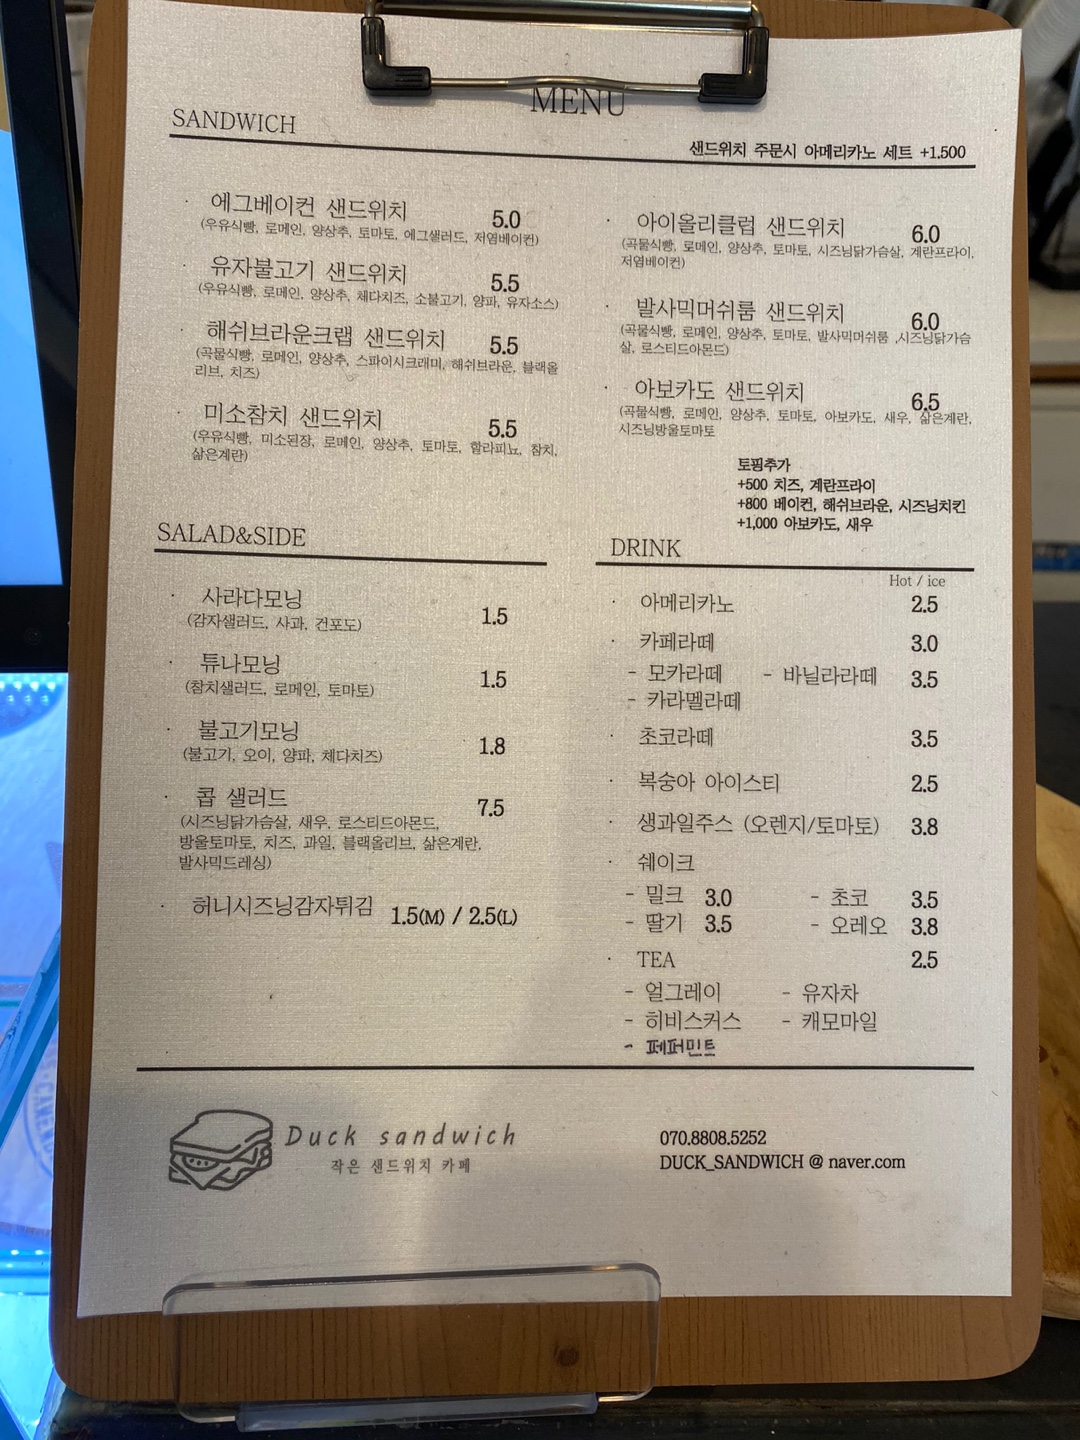 MENU
SANDWICH
샌드위치 주문시 아메리카노 세트 +1.500
· 에그베이컨 샌드위치 5.0
(우유식빵, 로메인, 양상추, 토마토, 에그샐러드, 저염베이컨)
· 유자불고기 샌드위치 5.5
(우유식빵, 로메인, 양상추, 체다치즈, 소불고기, 양파, 유자소스)
· 해쉬브라운크랩 샌드위치 5.5
(곡물식빵, 로메인, 양상추, 스파이시크래미, 해쉬브라운, 블랙올
리브, 치즈)
· 미소참치 샌드위치 5.5
(우유식빵, 미소된장, 로메인, 양상추, 토마토, 할라피뇨, 참치,
삶은계란)
· 아이올리클럽 샌드위치 6.0
(곡물식빵, 로메인, 양상추, 토마토, 시즈닝닭가슴살, 계란프라이,
저염베이컨)
· 발사믹머쉬룸 샌드위치 6.0
(곡물식빵, 로메인, 양상추, 토마토, 발사믹머쉬룸 ,시즈닝닭가슴
살, 로스티드아몬드)
· 아보카도 샌드위치 6.5
(곡물식빵, 로메인, 양상추, 토마토, 아보카도, 새우, 삶은계란,
시즈닝방울토마토
토핑추가
+500 치즈, 계란프라이
+800 베이컨, 해쉬브라운, 시즈닝치킨
+1,000 아보카도, 새우
SALAD&SIDE
· 사라다모닝 1.5
(감자샐러드, 사과, 건포도)
· 튜나모닝 1.5
(참치샐러드, 로메인, 토마토)
· 불고기모닝 1.8
(불고기, 오이, 양파, 체다치즈)
· 콥 샐러드 7.5
(시즈닝닭가슴살, 새우, 로스티드아몬드,
방울토마토, 치즈, 과일, 블랙올리브, 삶은계란,
발사믹드레싱)
· 허니시즈닝감자튀김 1.5(M) / 2.5(L)
DRINK
Hot / ice
· 아메리카노 2.5
· 카페라떼 3.0
- 모카라떼 - 바닐라라떼 3.5
- 카라멜라떼
· 초코라떼 3.5
· 복숭아 아이스티 2.5
· 생과일주스 (오렌지/토마토) 3.8
· 쉐이크
- 밀크 3.0 - 초코 3.5
- 딸기 3.5 - 오레오 3.8
· TEA 2.5
- 얼그레이 - 유자차
- 히비스커스 - 캐모마일
- 페퍼민트
Duck sandwich
작은 샌드위치 카페
070.8808.5252
DUCK_SANDWICH @ naver.com